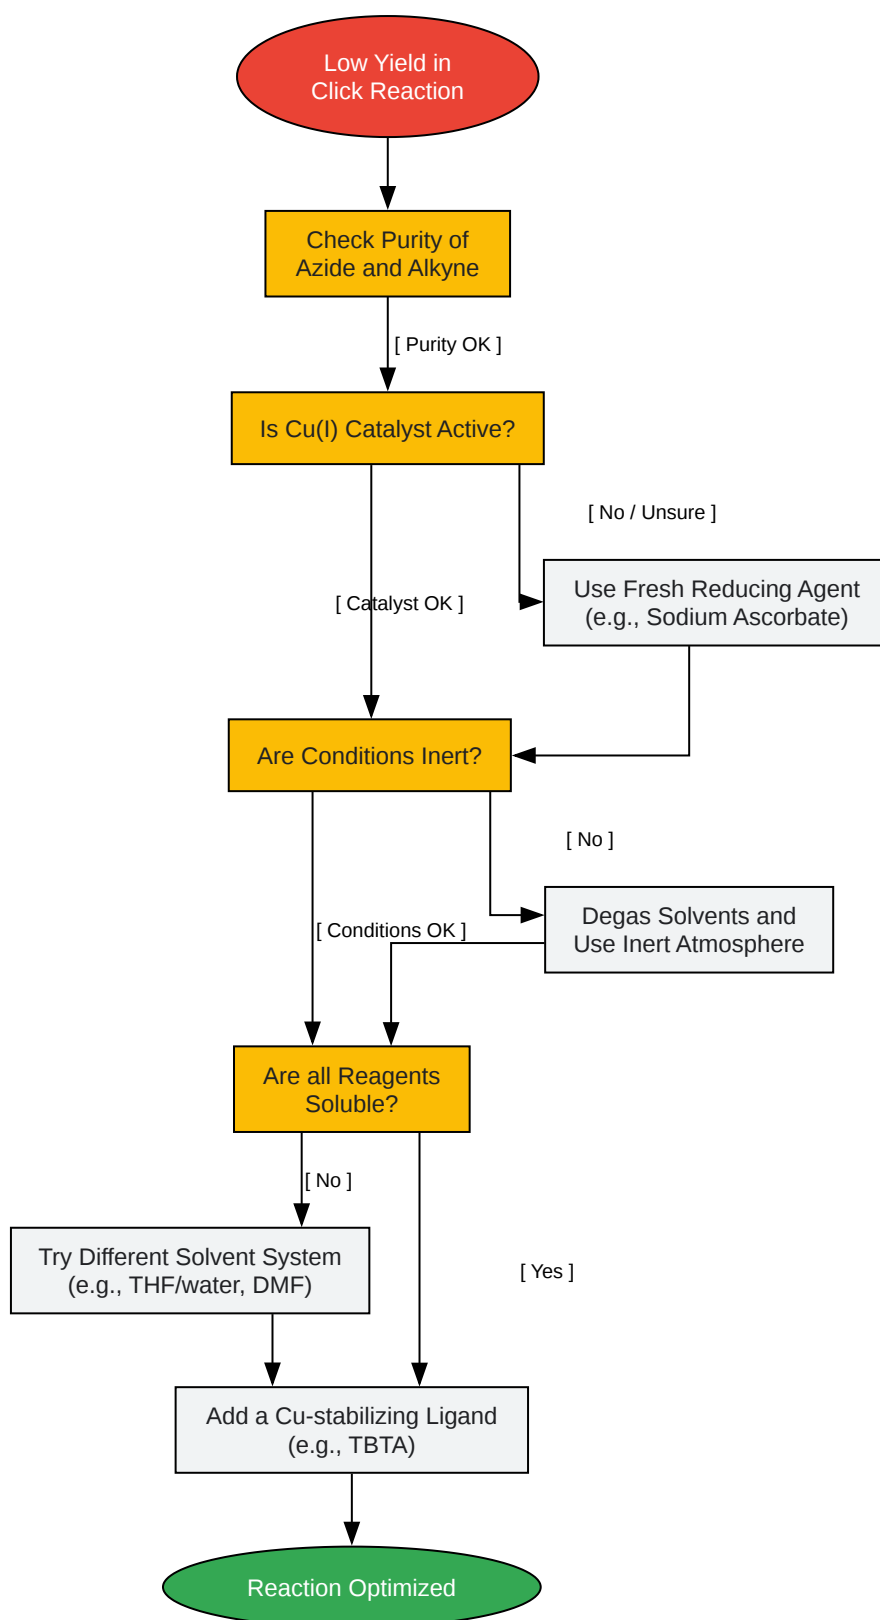 Low Yield in
Click Reaction
Check Purity of
Azide and Alkyne
[ Purity OK ]
Is Cu(I) Catalyst Active?
[ No / Unsure ]
Use Fresh Reducing Agent
(e.g., Sodium Ascorbate)
[ Catalyst OK ]
Are Conditions Inert?
[ No ]
Degas Solvents and
Use Inert Atmosphere
[ Conditions OK ]
Are all Reagents
Soluble?
[ No ]
Try Different Solvent System
(e.g., THF/water, DMF)
[ Yes ]
Add a Cu-stabilizing Ligand
(e.g., TBTA)
Reaction Optimized